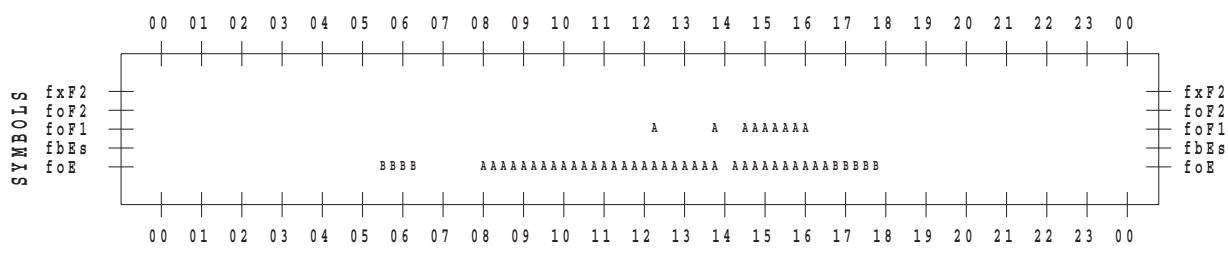 00 01 02 03 04 05 06 07 08 09 10 11 12 13 14 15 16 17 18 19 20 21 22 23 00
SYMBOLS
fxF2 fxF2
foF2 foF2
foF1 A A AAAAAAA foF1
fbEs fbEs
foE BBBB AAAAAAAAAAAAAAAAAAAAAAAA AAAAAAAAAABBBBB foE
00 01 02 03 04 05 06 07 08 09 10 11 12 13 14 15 16 17 18 19 20 21 22 23 00